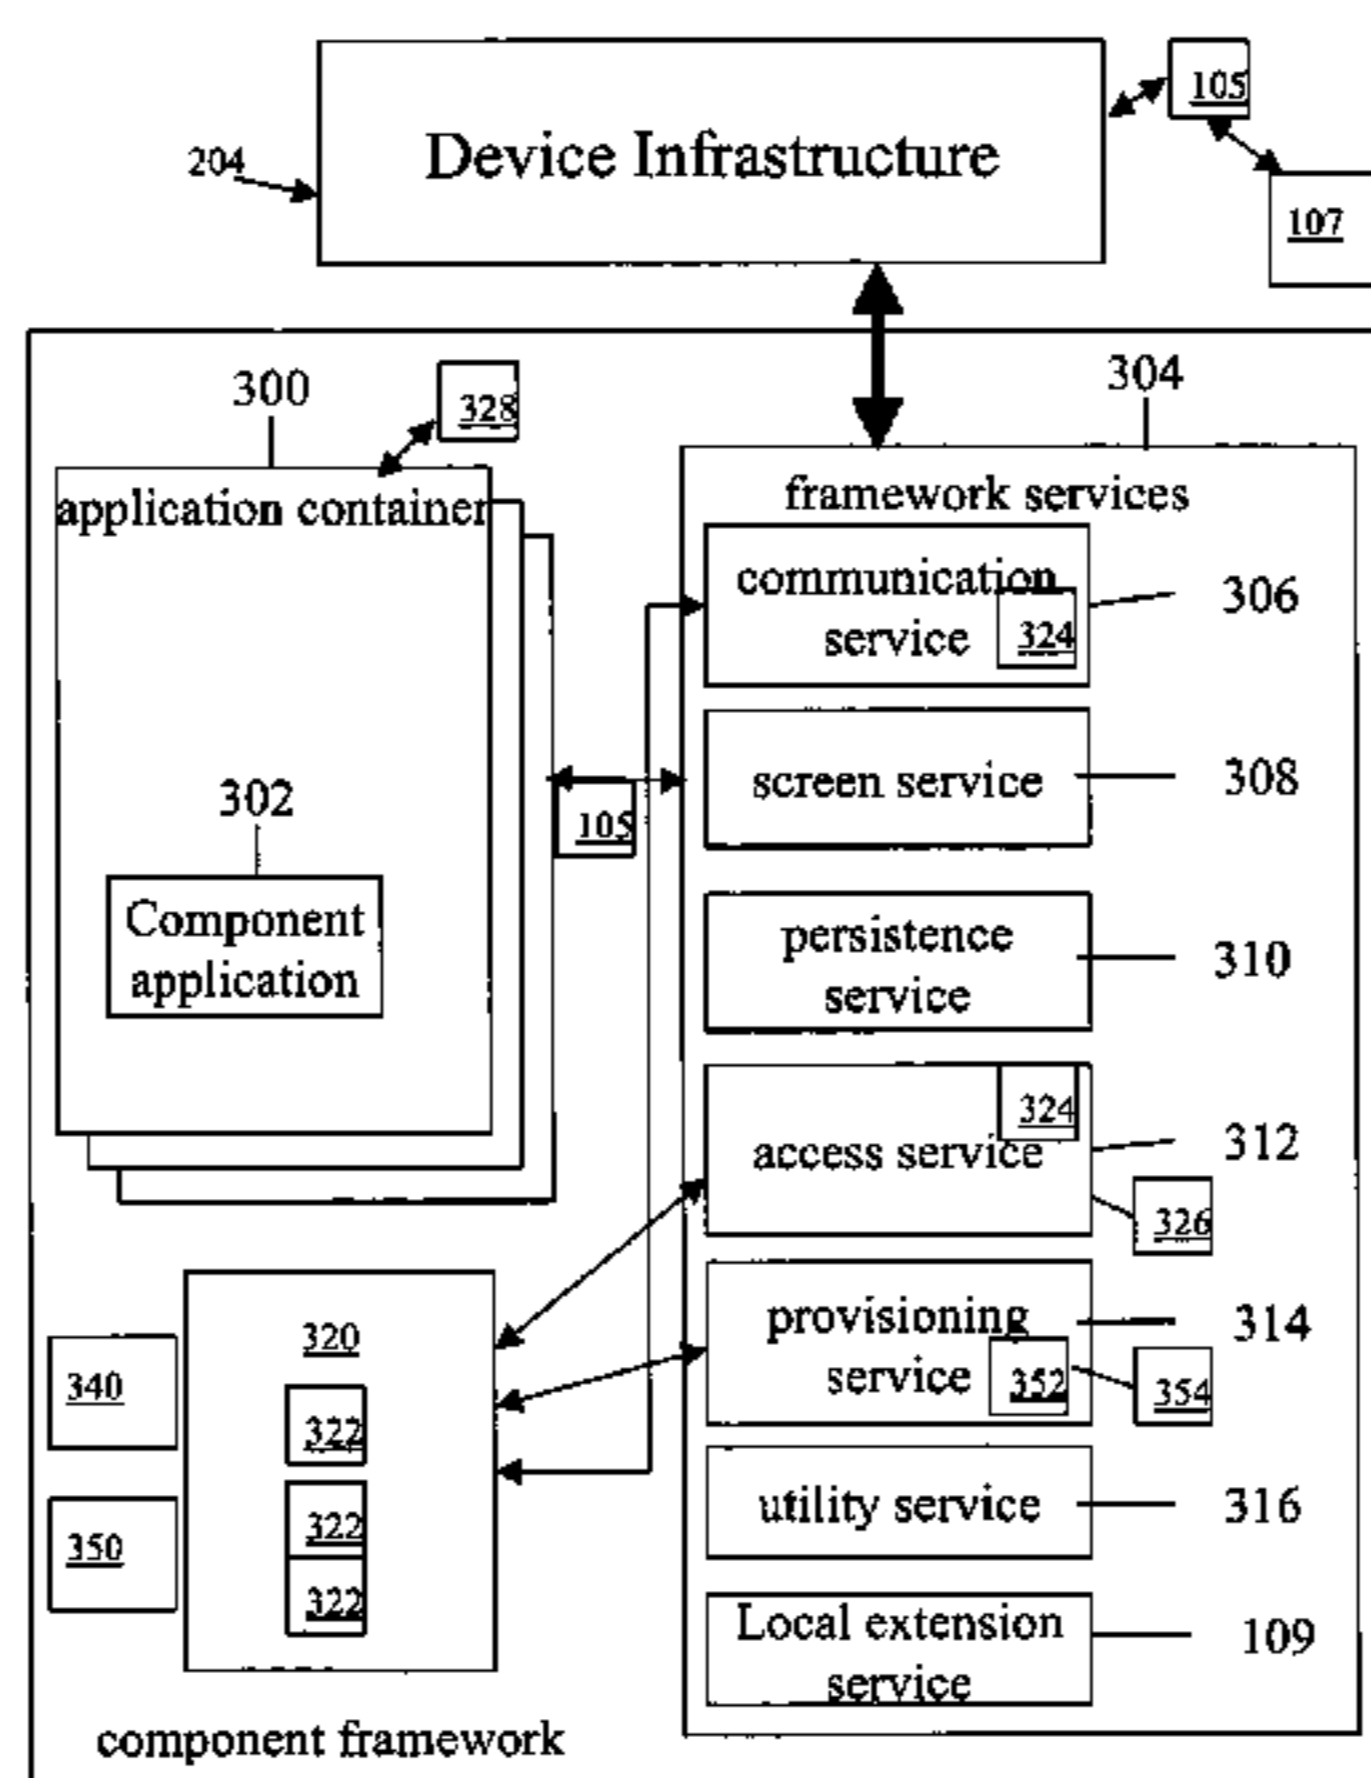 Device Infrastructure
204
105
107
300
328
304
application container
framework services
communication
service
324
306
screen service
308
302
105
Component
application
persistence
service
310
324
access service
312
326
320
provisioning
service
352
314
354
340
322
322
350
322
utility service
316
Local extension
service
109
component framework